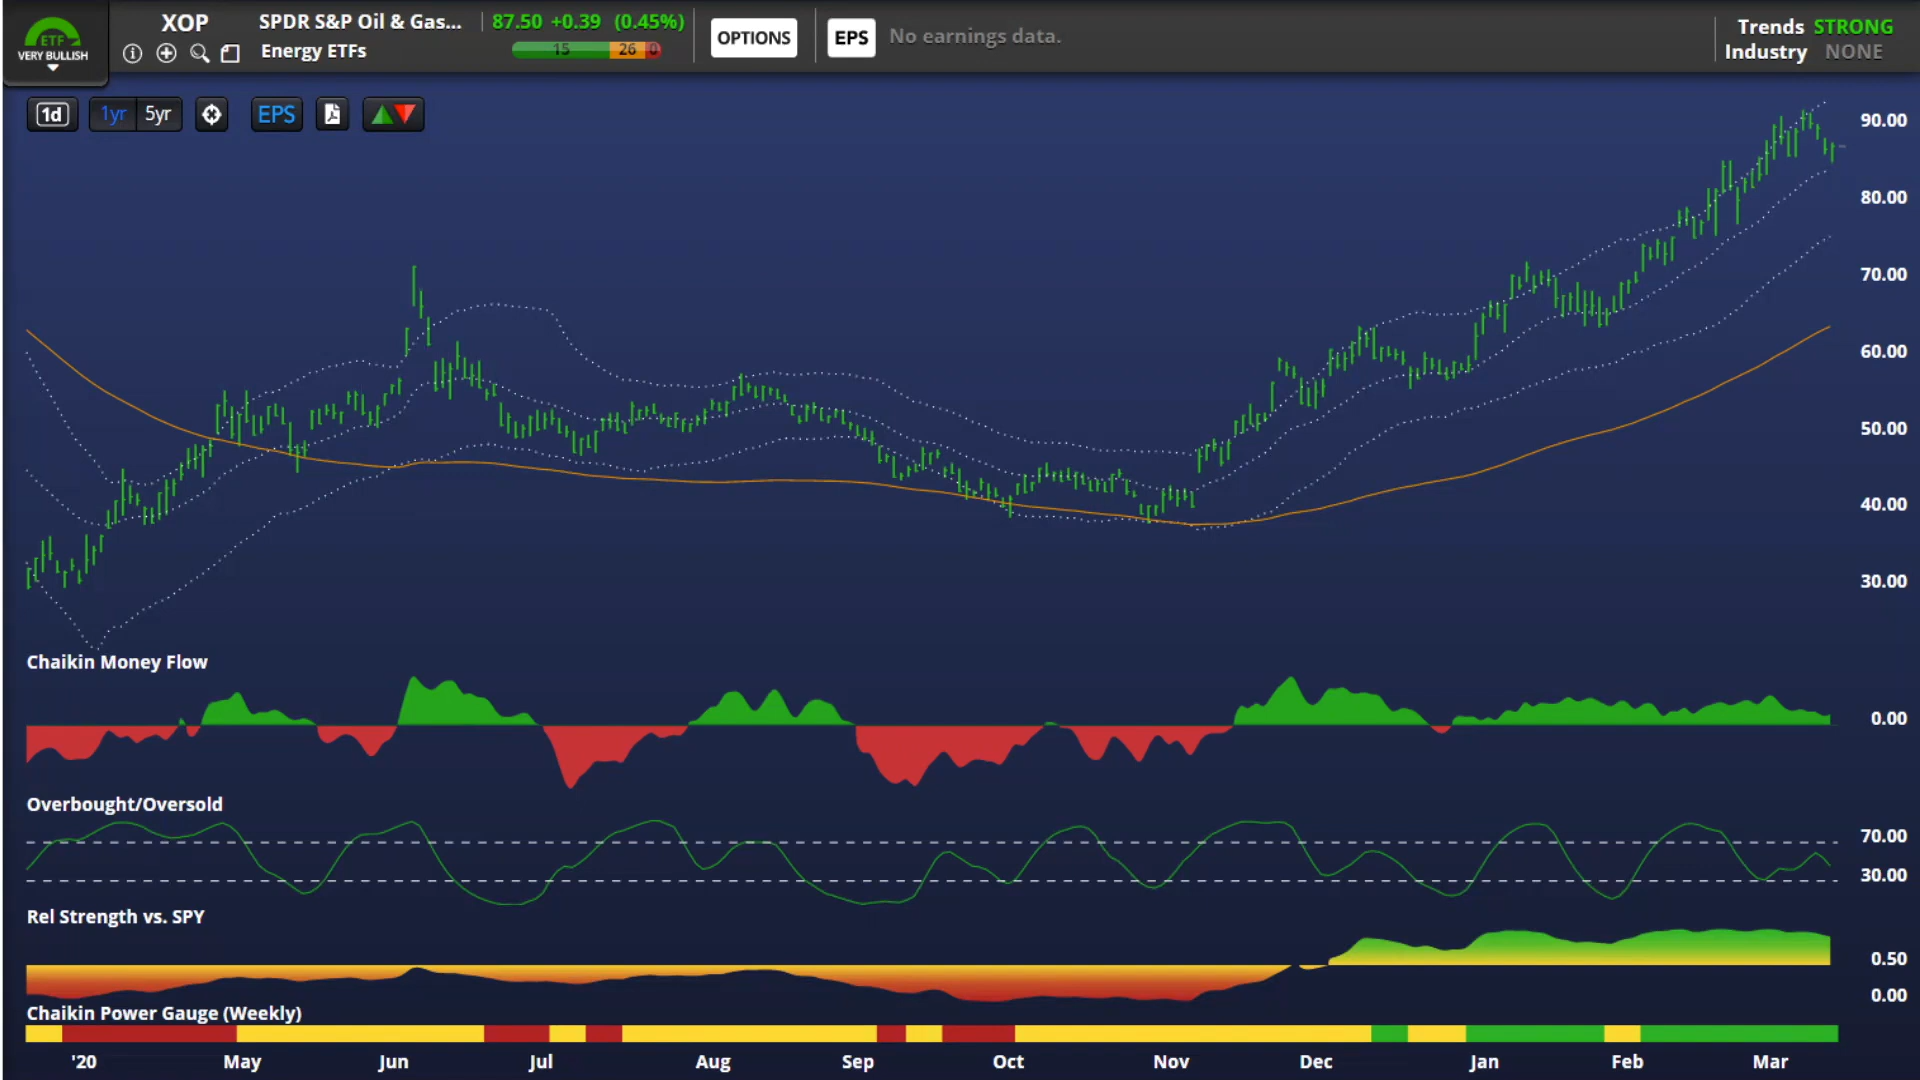 ETF
VERY BULLISH
XOP
SPDR S&P Oil & Gas...
87.50 +0.39 (0.45%)
Energy ETFs
15
26
0
OPTIONS
EPS
No earnings data.
Trends STRONG
Industry NONE
1d
1yr
5yr
EPS
90.00
80.00
70.00
60.00
50.00
40.00
30.00
Chaikin Money Flow
0.00
Overbought/Oversold
70.00
30.00
Rel Strength vs. SPY
0.50
0.00
Chaikin Power Gauge (Weekly)
'20 May Jun Jul Aug Sep Oct Nov Dec Jan Feb Mar